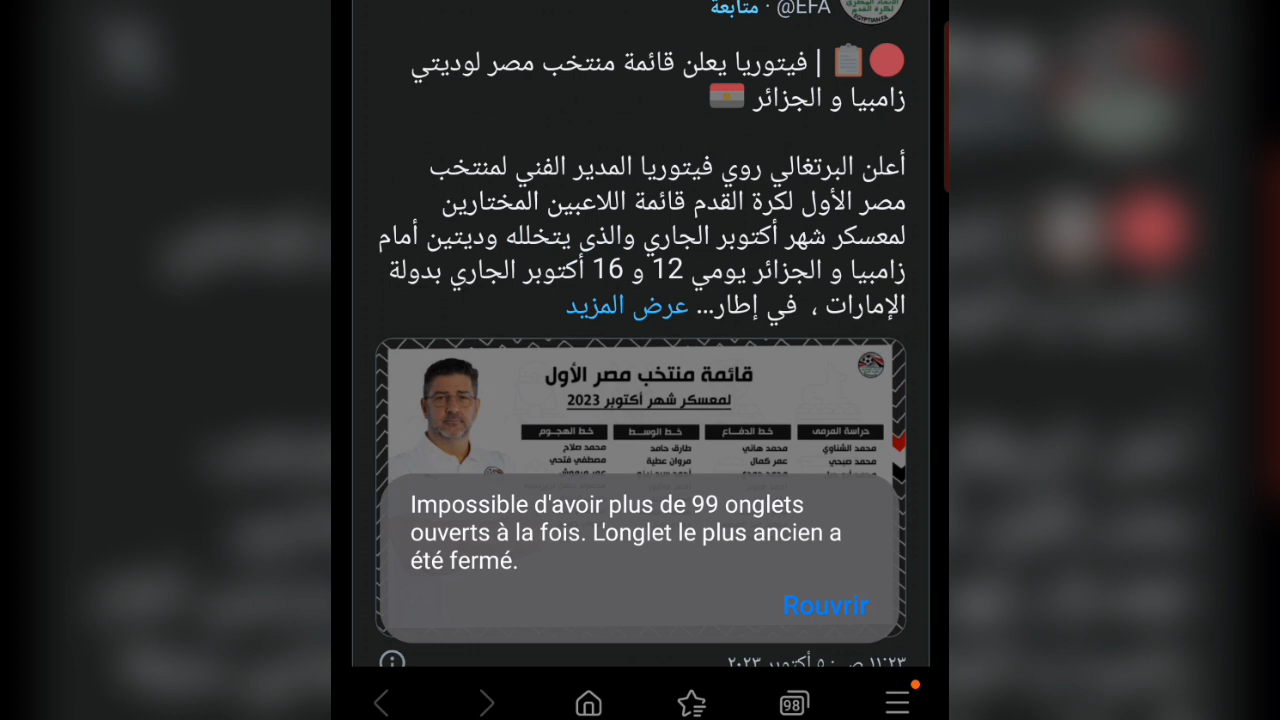 @EFA · متابعة
| فيتوريا يعلن قائمة منتخب مصر لوديتي
زامبيا و الجزائر
أعلن البرتغالي روي فيتوريا المدير الفني لمنتخب
مصر الأول لكرة القدم قائمة اللاعبين المختارين
لمعسكر شهر أكتوبر الجاري والذى يتخلله وديتين أمام
زامبيا و الجزائر يومي 12 و 16 أكتوبر الجاري بدولة
الإمارات ، في إطار... عرض المزيد
قائمة منتخب مصر الأول
لمعسكر شهر أكتوبر 2023
حراسة المرمى خط الدفاع خط الوسط خط الهجوم
محمد الشناوي محمد هاني طارق حامد محمد صلاح
محمد صبحي عمر كمال مروان عطية مصطفى فتحي
Impossible d'avoir plus de 99 onglets
ouverts à la fois. L'onglet le plus ancien a
été fermé.
Rouvrir
98